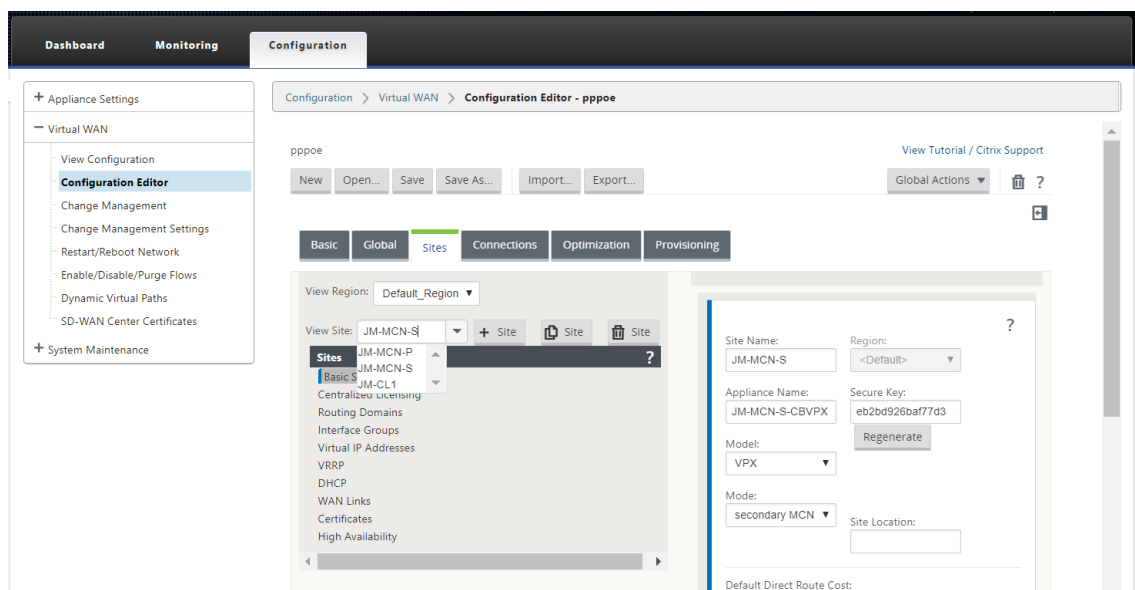 Dashboard Monitoring Configuration
+ Appliance Settings
− Virtual WAN
View Configuration
Configuration Editor
Change Management
Change Management Settings
Restart/Reboot Network
Enable/Disable/Purge Flows
Dynamic Virtual Paths
SD-WAN Center Certificates
+ System Maintenance
Configuration > Virtual WAN > Configuration Editor - pppoe
pppoe View Tutorial / Citrix Support
New Open... Save Save As... Import... Export... Global Actions ▼ ?
Basic Global Sites Connections Optimization Provisioning
View Region: Default_Region ▼
View Site: JM-MCN-S + Site Site Site
JM-MCN-P
JM-MCN-S
JM-CL1
Sites ?
Basic S
Centralized Licensing
Routing Domains
Interface Groups
Virtual IP Addresses
VRRP
DHCP
WAN Links
Certificates
High Availability
?
Site Name: Region:
JM-MCN-S <Default> ▼
Appliance Name: Secure Key:
JM-MCN-S-CBVPX eb2bd926baf77d3
Regenerate
Model:
VPX ▼
Mode:
secondary MCN ▼
Site Location:
Default Direct Route Cost: